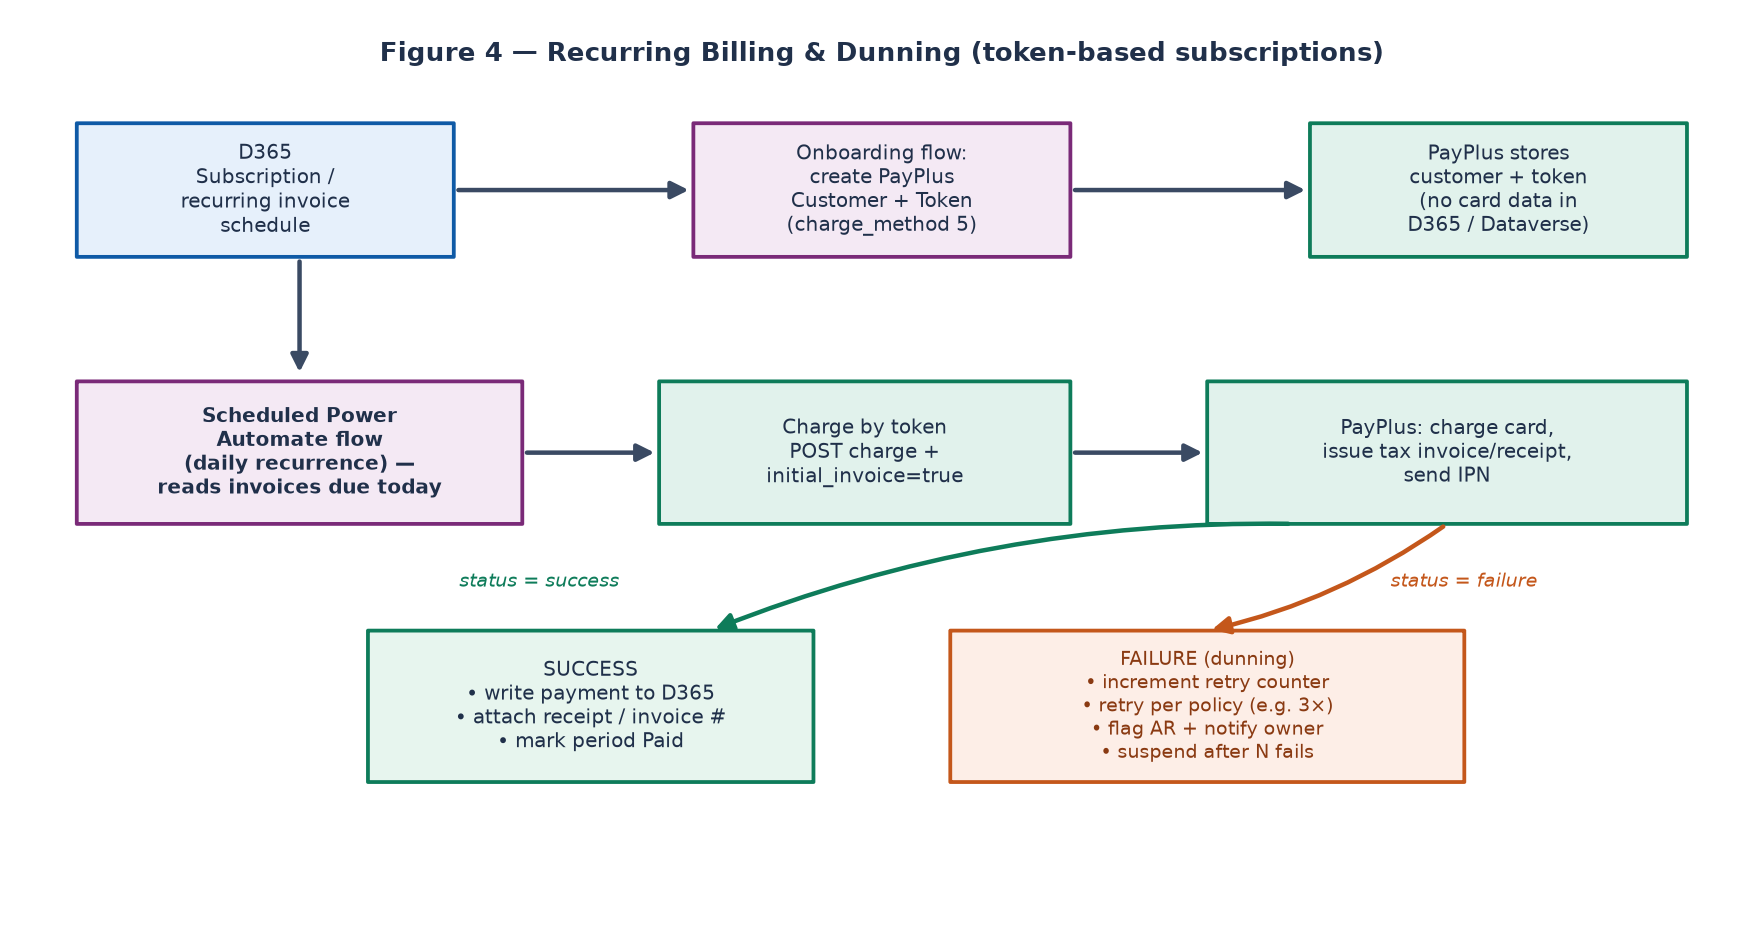 Figure 4 — Recurring Billing & Dunning (token-based subscriptions)
D365
Subscription /
recurring invoice
schedule
Onboarding flow:
create PayPlus
Customer + Token
(charge_method 5)
PayPlus stores
customer + token
(no card data in
D365 / Dataverse)
Scheduled Power
Automate flow
(daily recurrence) —
reads invoices due today
Charge by token
POST charge +
initial_invoice=true
PayPlus: charge card,
issue tax invoice/receipt,
send IPN
status = success
status = failure
SUCCESS
• write payment to D365
• attach receipt / invoice #
• mark period Paid
FAILURE (dunning)
• increment retry counter
• retry per policy (e.g. 3×)
• flag AR + notify owner
• suspend after N fails